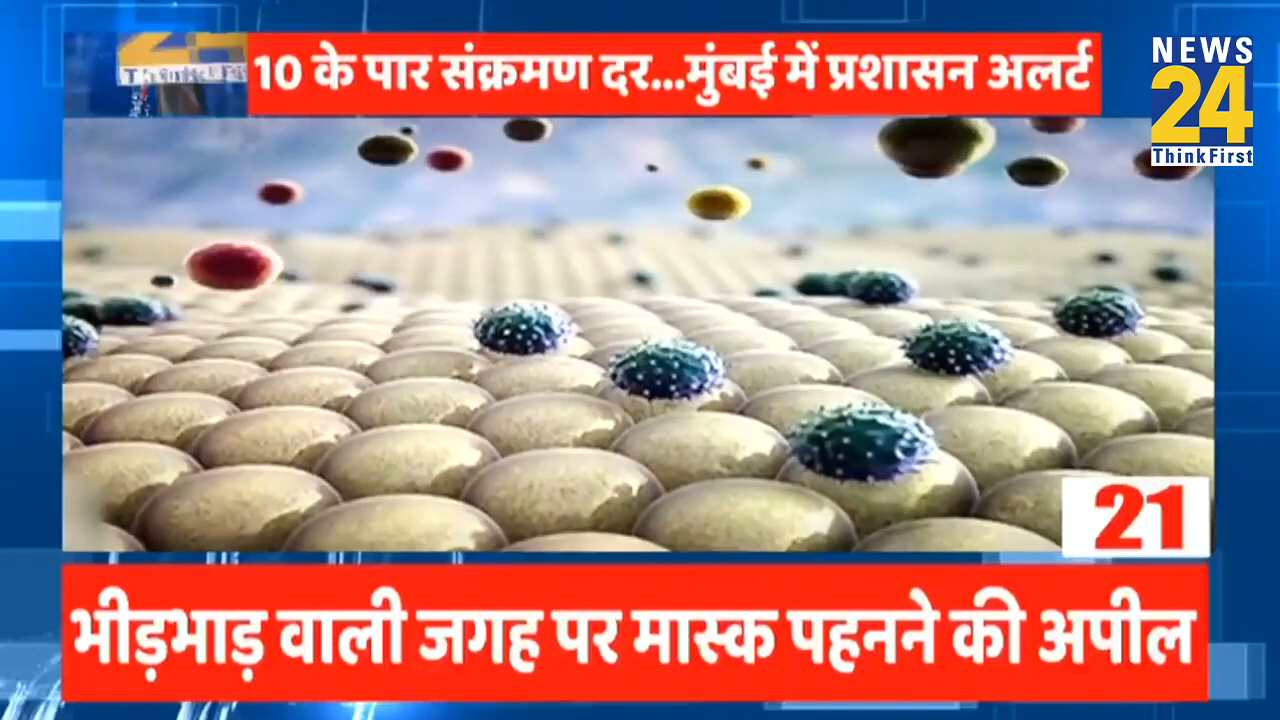 10 के पार संक्रमण दर...मुंबई में प्रशासन अलर्ट
NEWS
24
ThinkFirst
21
भीड़भाड़ वाली जगह पर मास्क पहनने की अपील